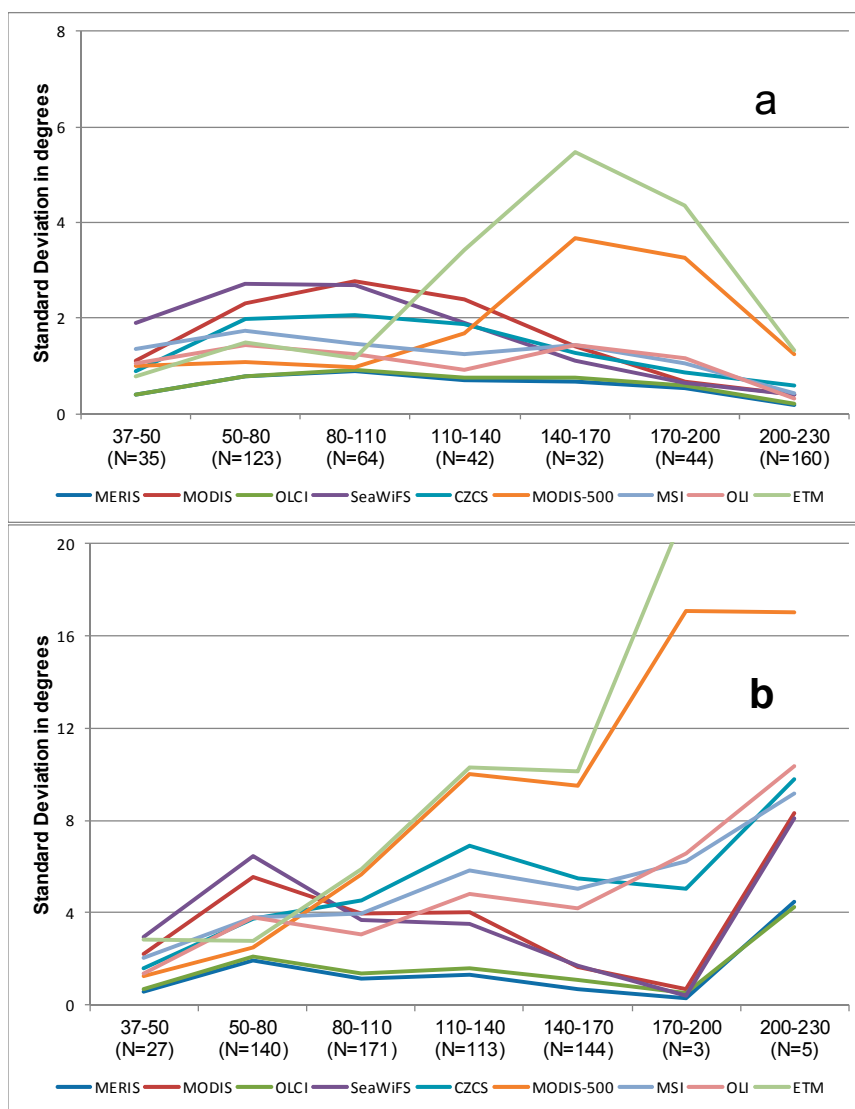 8
a
6
4
2
0
Standard Deviation in degrees
37-50 50-80 80-110 110-140 140-170 170-200 200-230
(N=35) (N=123) (N=64) (N=42) (N=32) (N=44) (N=160)
MERIS MODIS OLCI SeaWiFS CZCS MODIS-500 MSI OLI ETM
20
16
b
12
8
4
0
Standard Deviation in degrees
37-50 50-80 80-110 110-140 140-170 170-200 200-230
(N=27) (N=140) (N=171) (N=113) (N=144) (N=3) (N=5)
MERIS MODIS OLCI SeaWiFS CZCS MODIS-500 MSI OLI ETM